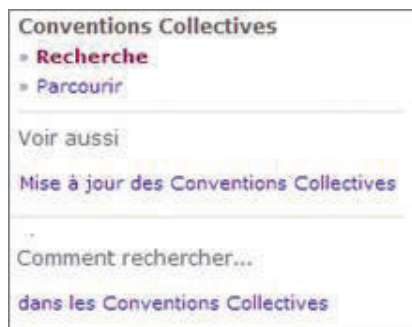 Conventions Collectives
» Recherche
» Parcourir
Voir aussi
Mise à jour des Conventions Collectives
Comment rechercher...
dans les Conventions Collectives